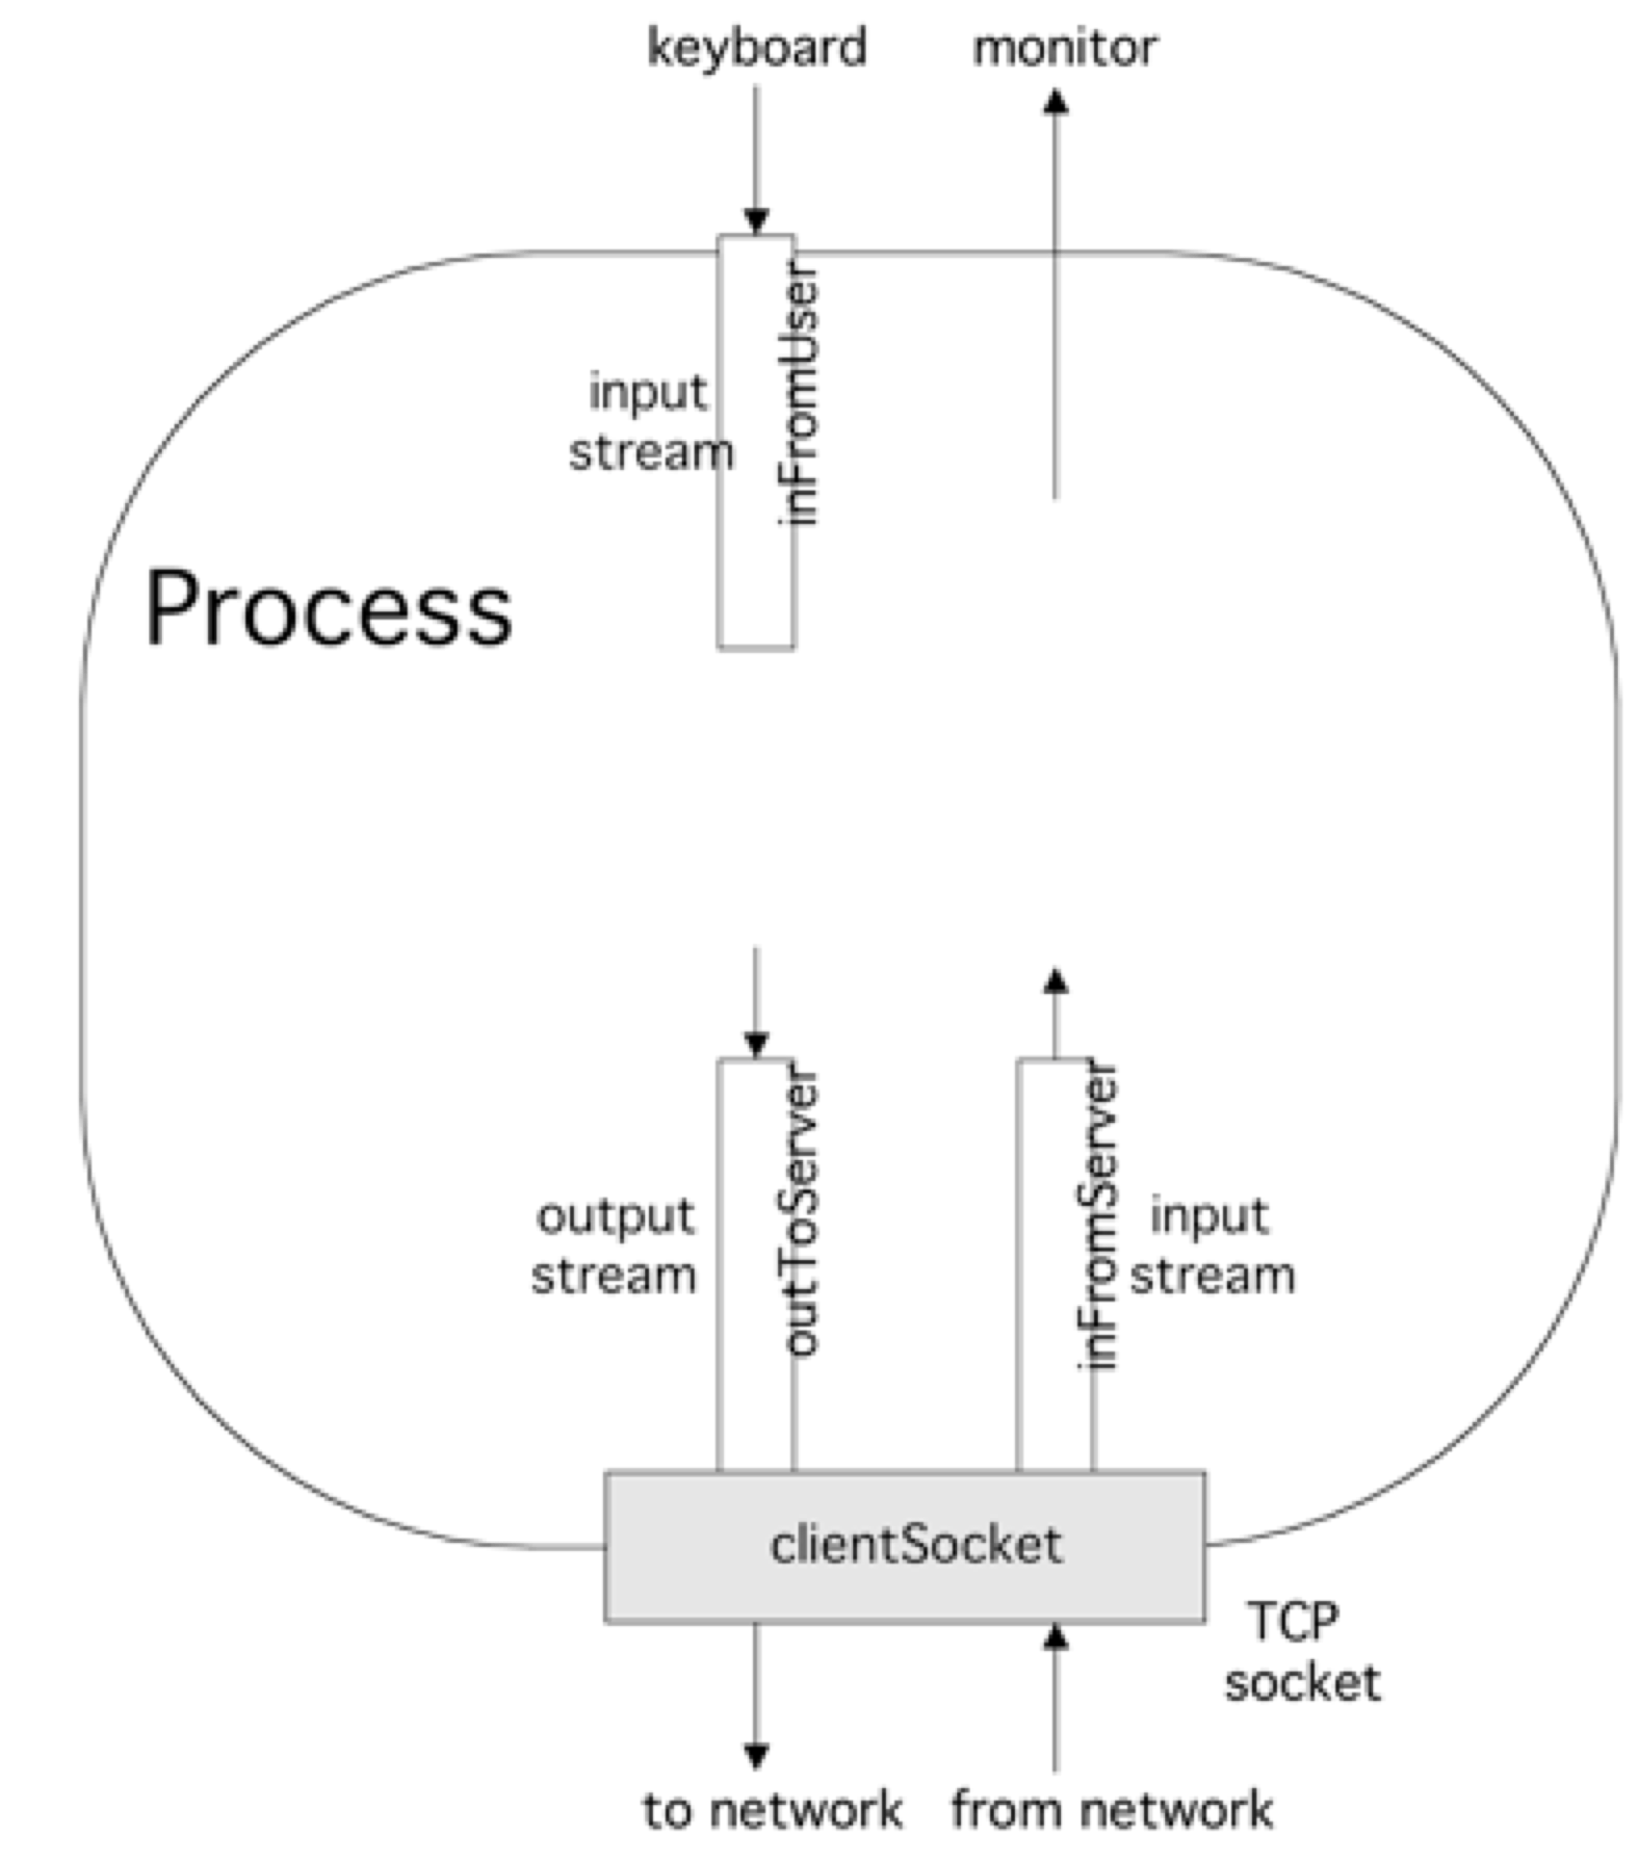 keyboard
monitor
inFromUser
input
stream
Process
outToServer
inFromServer
output
stream
input
stream
clientSocket
TCP
socket
to network
from network